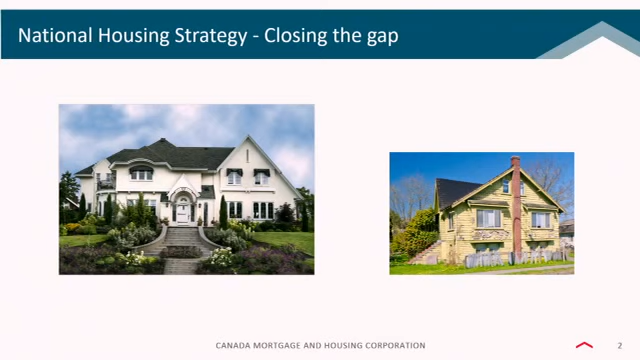 National Housing Strategy - Closing the gap
CANADA MORTGAGE AND HOUSING CORPORATION
2